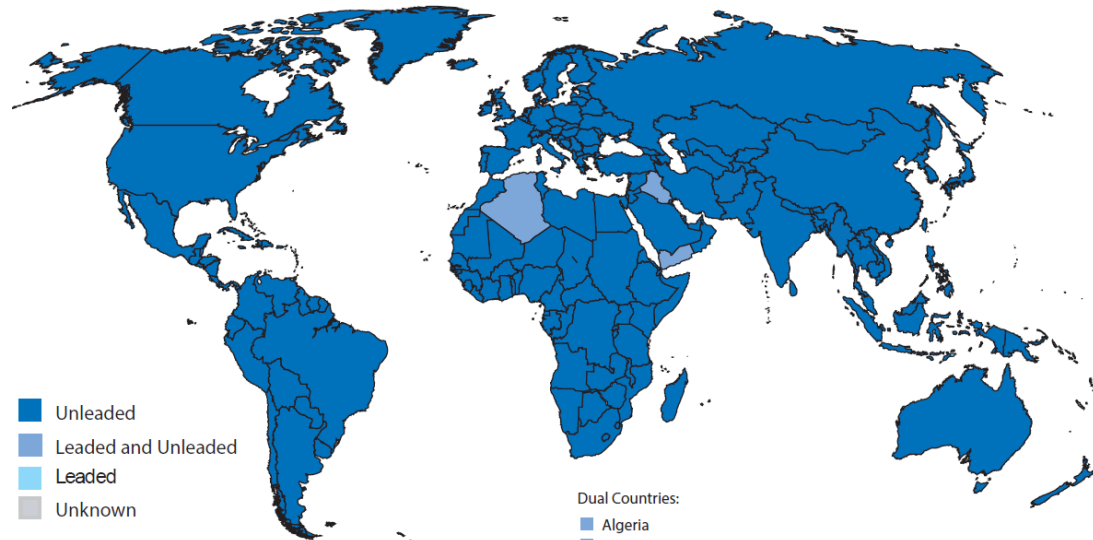 Unleaded
Leaded and Unleaded
Leaded
Unknown
Dual Countries:
Algeria